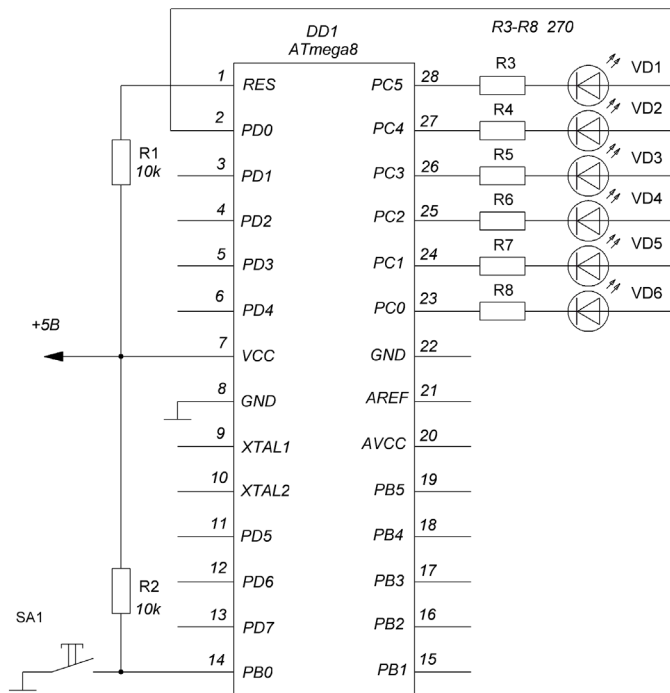 DD1
ATmega8
R3-R8 270
1 RES PC5 28 R3 VD1
2 PD0 PC4 27 R4 VD2
R1
10k
3 PD1 PC3 26 R5 VD3
4 PD2 PC2 25 R6 VD4
5 PD3 PC1 24 R7 VD5
6 PD4 PC0 23 R8 VD6
+5В
7 VCC GND 22
8 GND AREF 21
9 XTAL1 AVCC 20
10 XTAL2 PB5 19
11 PD5 PB4 18
12 PD6 PB3 17
R2
10k
13 PD7 PB2 16
SA1
14 PB0 PB1 15